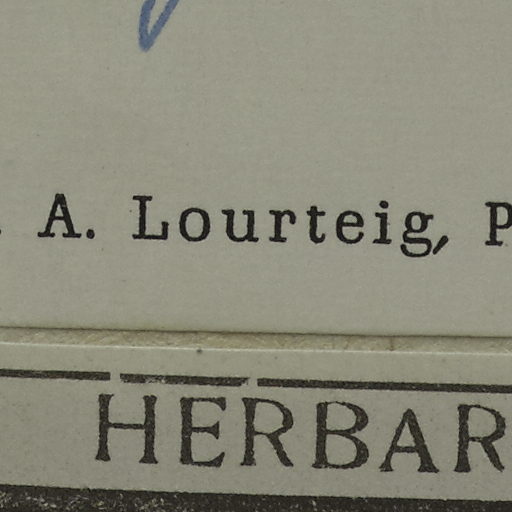 . A. Lourteig, P
HERBAR